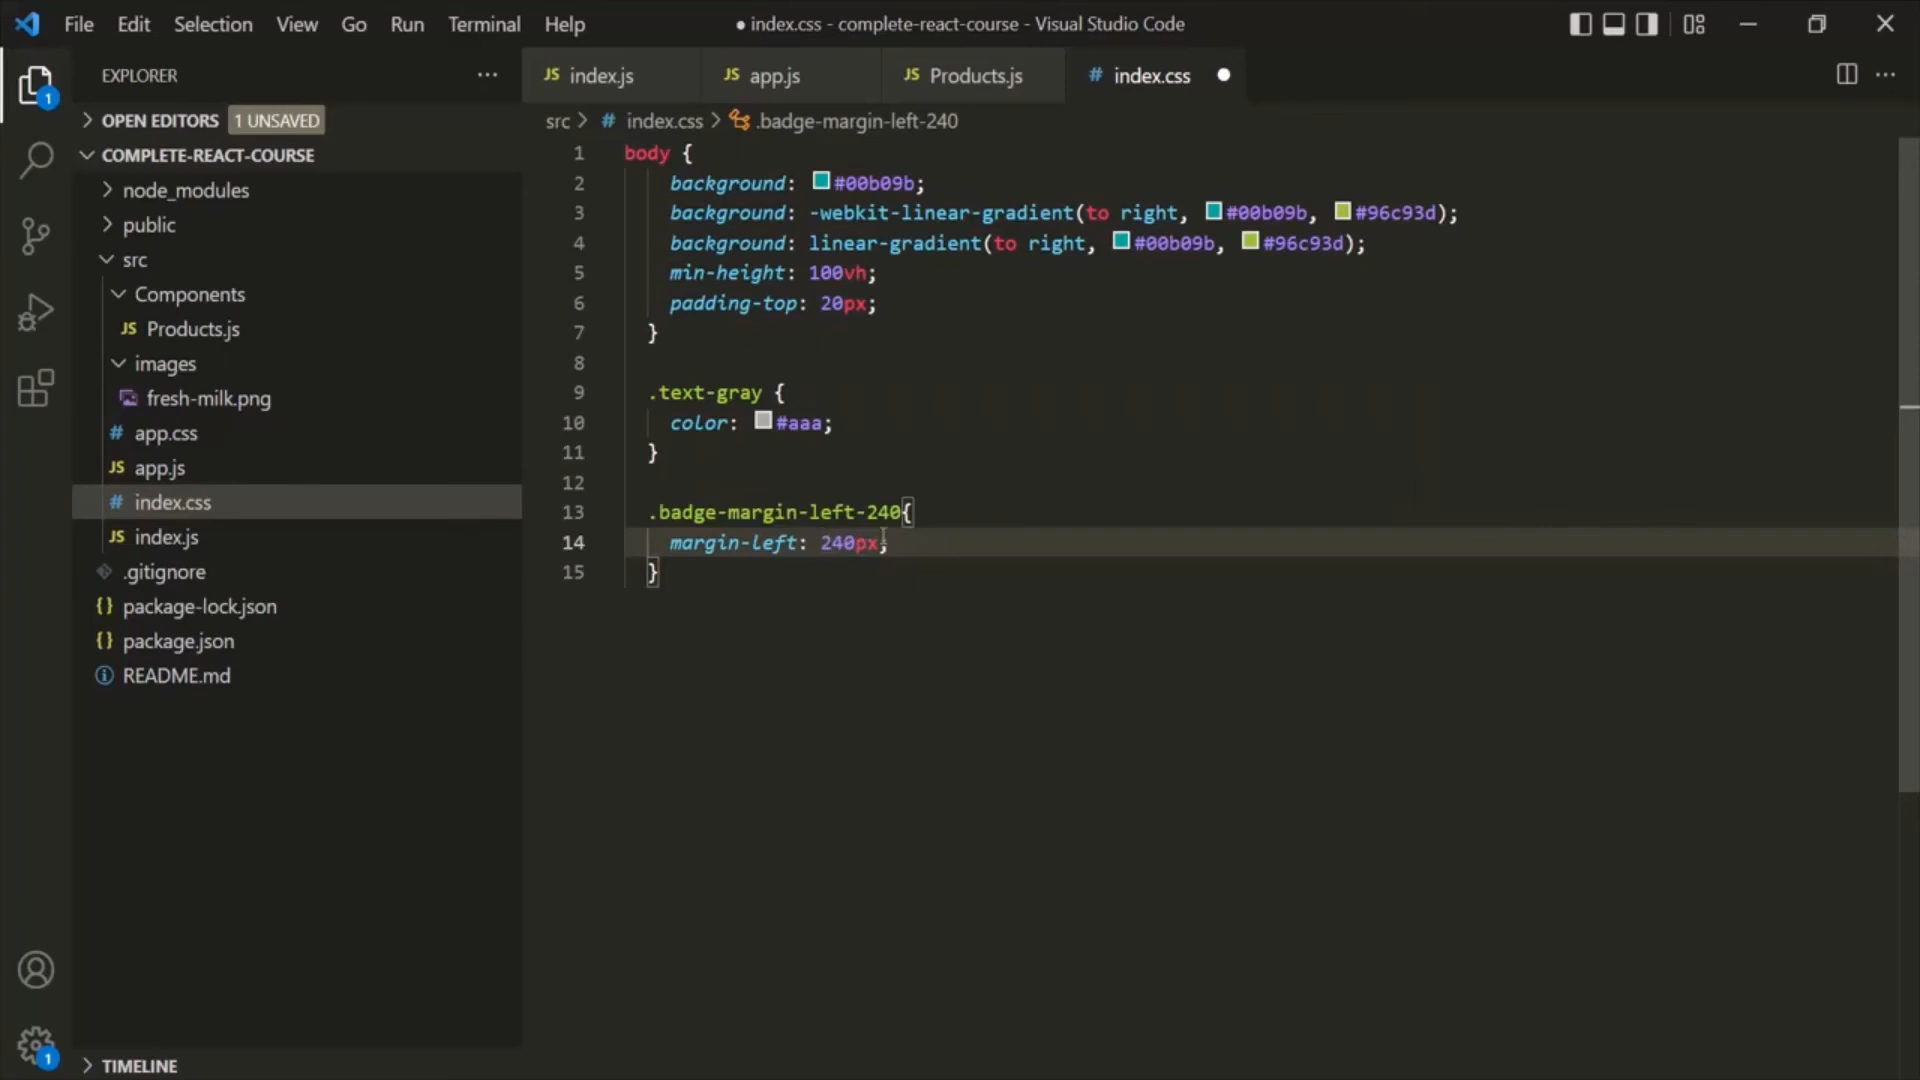 File Edit Selection View Go Run Terminal Help
● index.css - complete-react-course - Visual Studio Code
EXPLORER
OPEN EDITORS 1 UNSAVED
COMPLETE-REACT-COURSE
node_modules
public
src
Components
JS Products.js
images
fresh-milk.png
# app.css
JS app.js
# index.css
JS index.js
.gitignore
{} package-lock.json
{} package.json
README.md
TIMELINE
1
1
JS index.js JS app.js JS Products.js # index.css
src > # index.css > .badge-margin-left-240
1 body {
2 background: #00b09b;
3 background: -webkit-linear-gradient(to right, #00b09b, #96c93d);
4 background: linear-gradient(to right, #00b09b, #96c93d);
5 min-height: 100vh;
6 padding-top: 20px;
7 }
8
9 .text-gray {
10 color: #aaa;
11 }
12
13 .badge-margin-left-240{
14 margin-left: 240px;
15 }